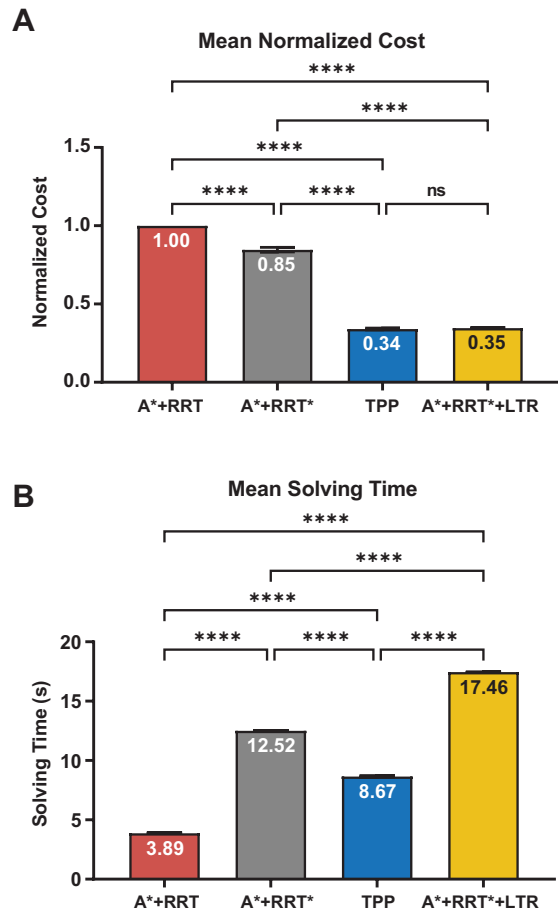 A
Mean Normalized Cost
****
****
****
**** **** ns
Normalized Cost
1.5
1.0
0.5
0.0
1.00
0.85
0.34
0.35
A*+RRT A*+RRT* TPP A*+RRT*+LTR
B
Mean Solving Time
****
****
****
**** **** ****
Solving Time (s)
20
15
10
5
0
3.89
12.52
8.67
17.46
A*+RRT A*+RRT* TPP A*+RRT*+LTR